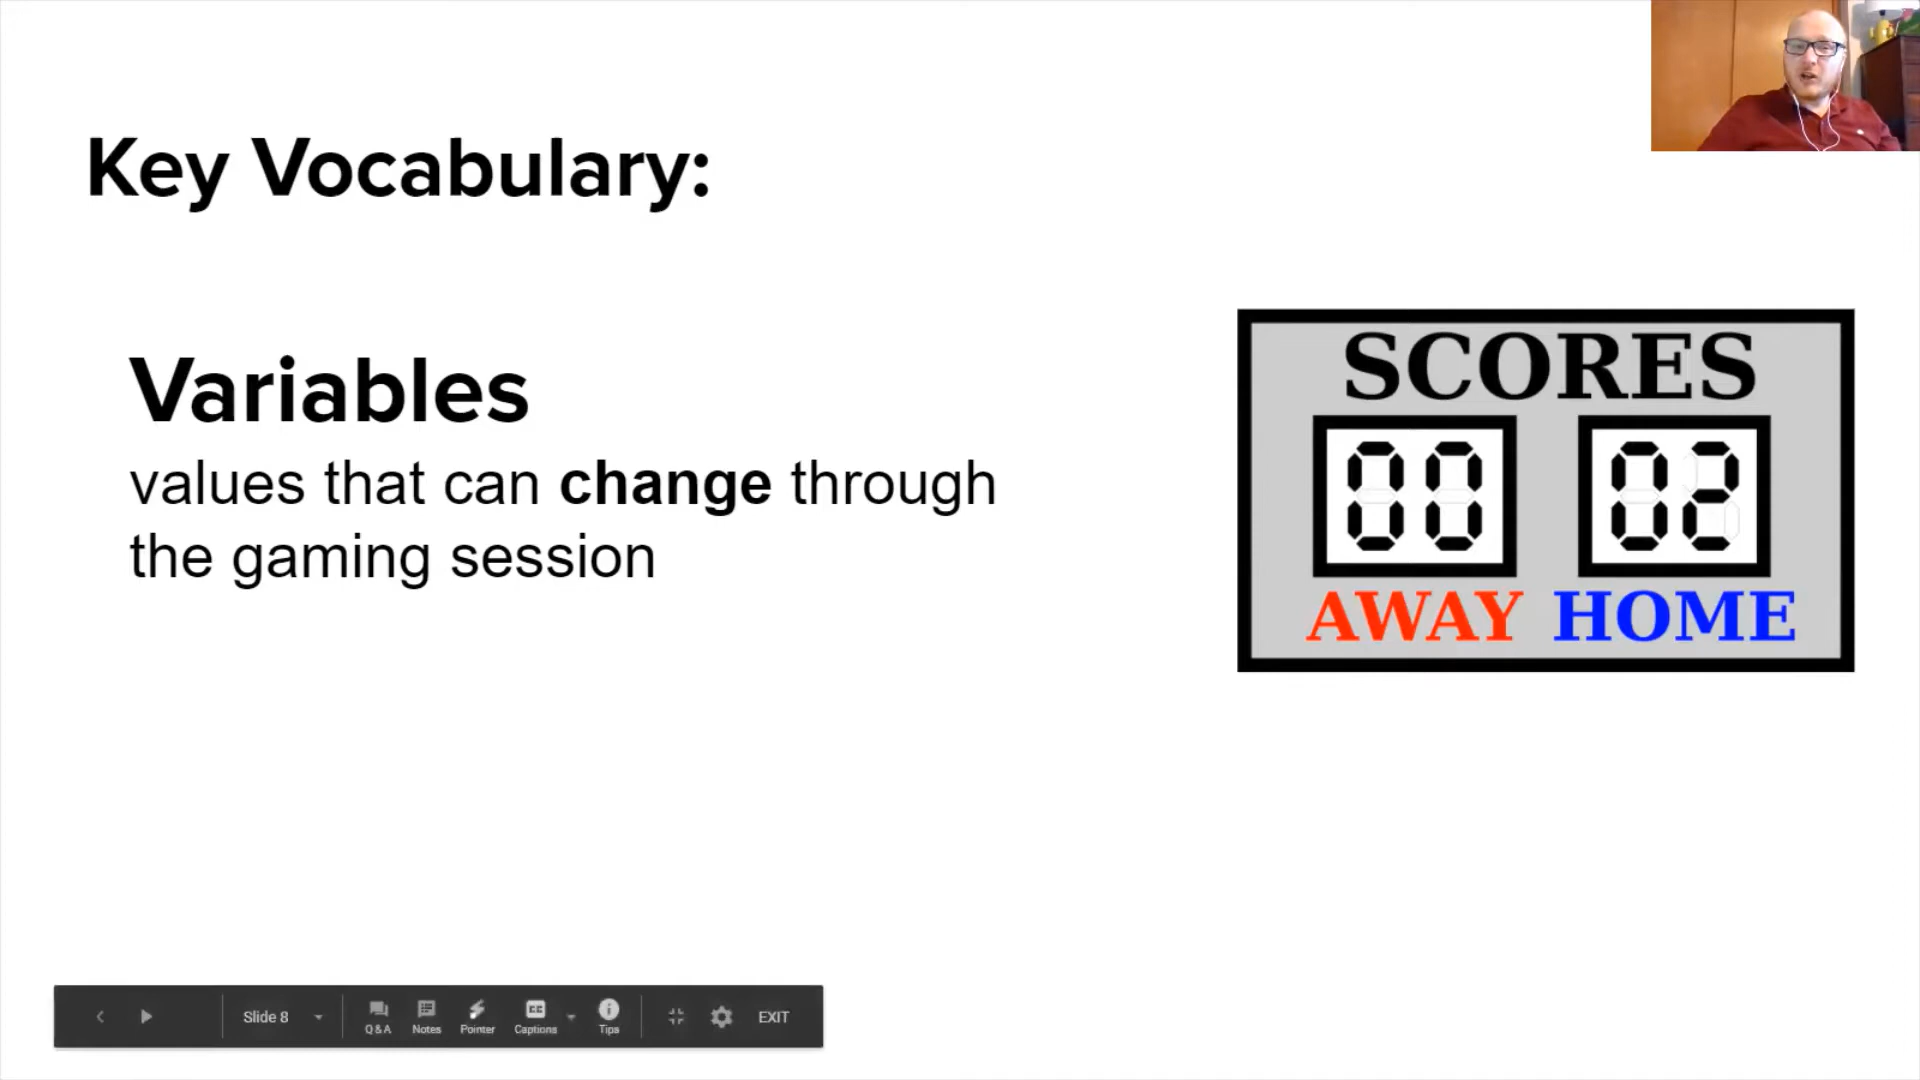 Key Vocabulary:
Variables
values that can change through
the gaming session
SCORES
00 02
AWAY HOME
Slide 8
Q&A Notes Pointer CC Captions Tips EXIT